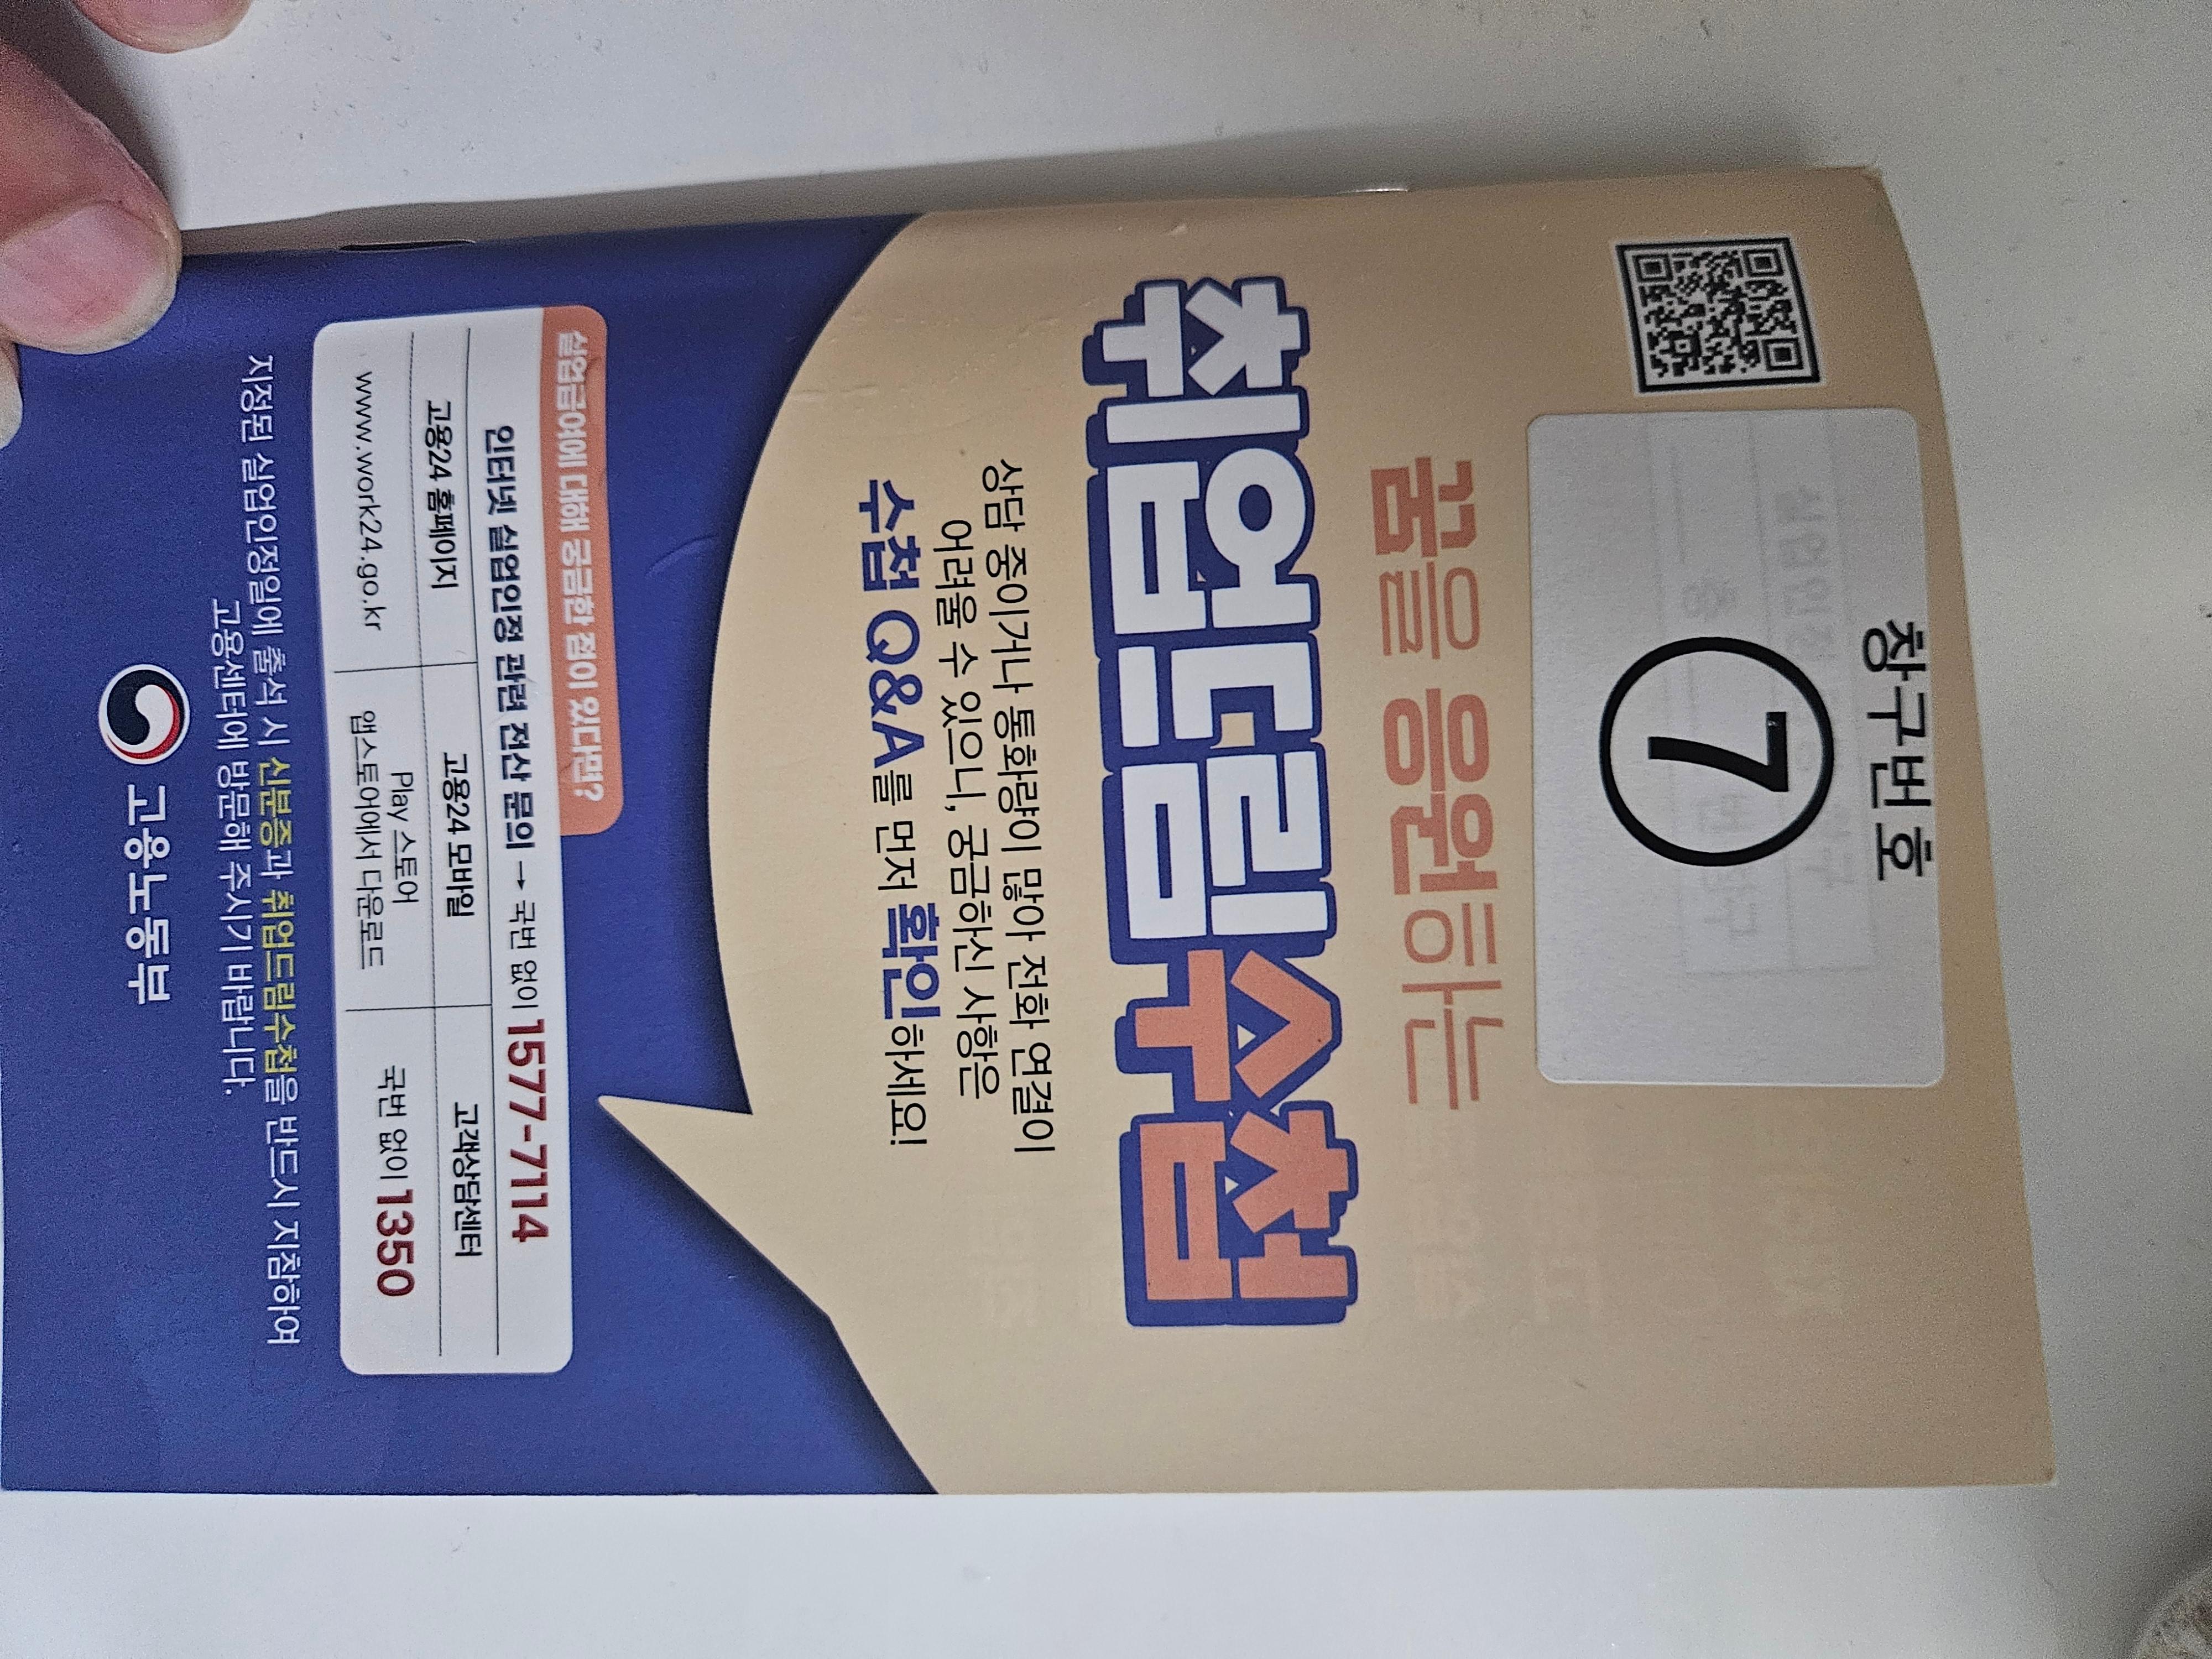 창구번호
7
꿈을 응원하는
취업드림수첩
상담 중이거나 통화량이 많아 전화 연결이
어려울 수 있으니, 궁금하신 사항은
수첩 Q&A를 먼저 확인하세요!
실업급여에 대해 궁금한 점이 있다면?
인터넷 실업인정 관련 전산 문의 → 국번 없이 1577-7114
고용24 홈페이지
고용24 모바일
고객상담센터
www.work24.go.kr
Play 스토어
앱스토어에서 다운로드
국번 없이 1350
지정된 실업인정일에 출석 시 신분증과 취업드림수첩을 반드시 지참하여
고용센터에 방문해 주시기 바랍니다.
고용노동부